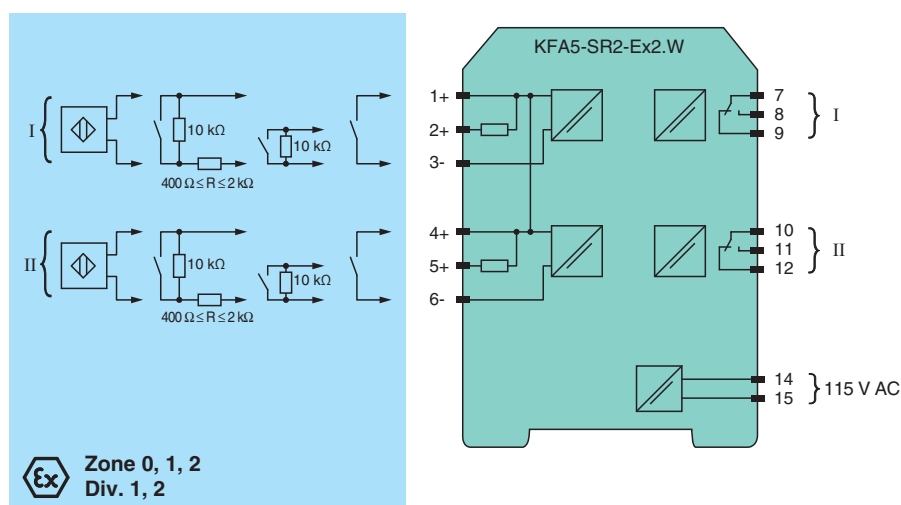 KFA5-SR2-Ex2.W
I
10 kΩ
10 kΩ
400 Ω ≤ R ≤ 2 kΩ
1+
2+
3-
7
8
9
I
II
10 kΩ
10 kΩ
400 Ω ≤ R ≤ 2 kΩ
4+
5+
6-
10
11
12
II
14
15
115 V AC
Ex
Zone 0, 1, 2
Div. 1, 2